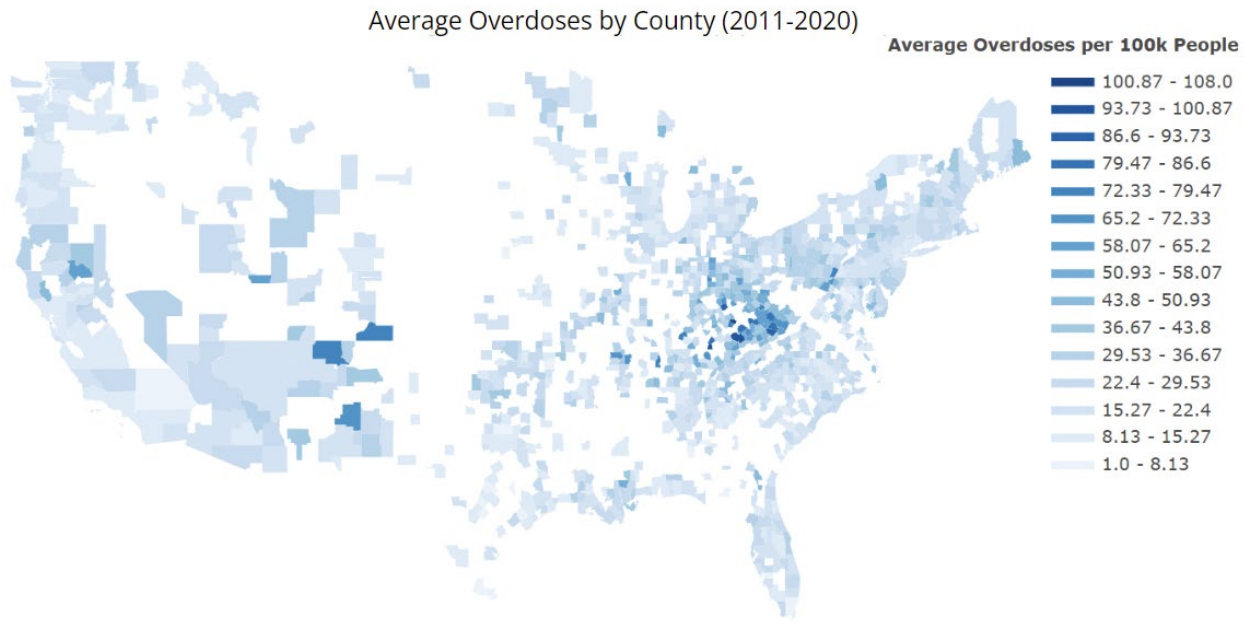 Average Overdoses by County (2011-2020)
Average Overdoses per 100k People
100.87 - 108.0
93.73 - 100.87
86.6 - 93.73
79.47 - 86.6
72.33 - 79.47
65.2 - 72.33
58.07 - 65.2
50.93 - 58.07
43.8 - 50.93
36.67 - 43.8
29.53 - 36.67
22.4 - 29.53
15.27 - 22.4
8.13 - 15.27
1.0 - 8.13